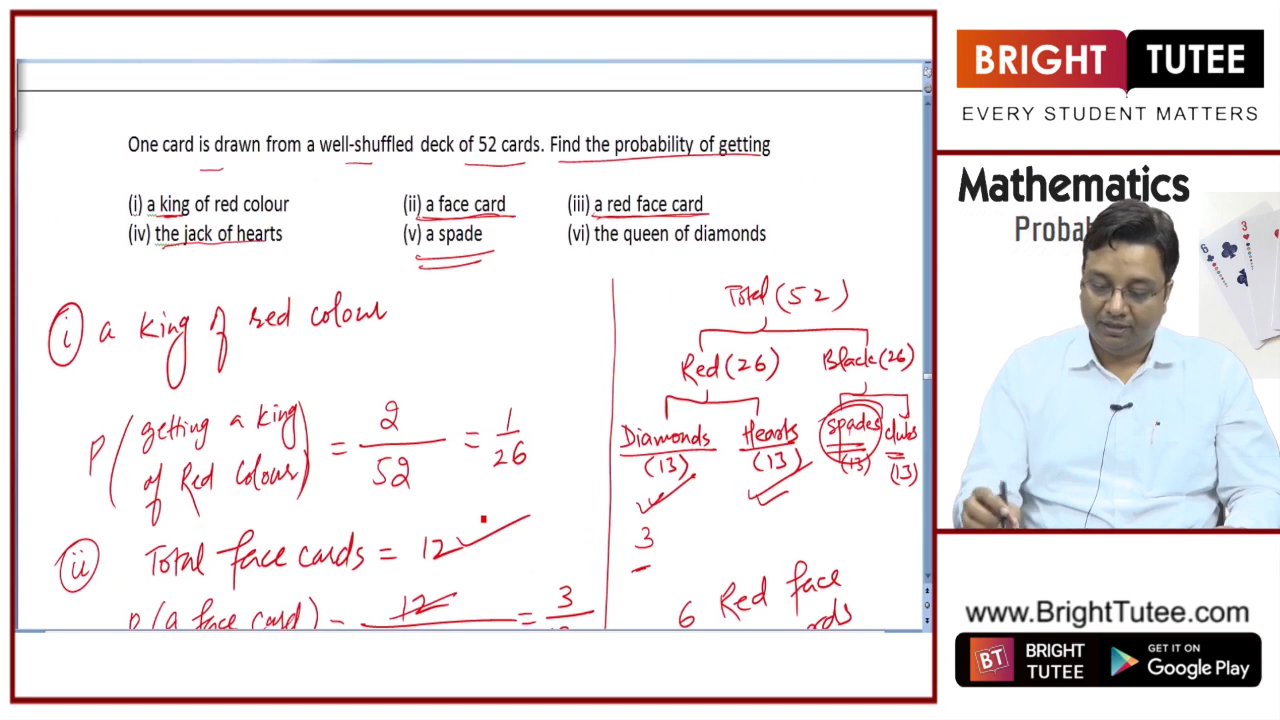 One card is drawn from a well-shuffled deck of 52 cards. Find the probability of getting
(i) a king of red colour (ii) a face card (iii) a red face card
(iv) the jack of hearts (v) a spade (vi) the queen of diamonds
(i) a King of red colour
P (getting a King of Red Colour) = 2/52 = 1/26
(ii) Total face cards = 12
P(a face card) = 12 = 3
Total (52)
Red (26) Black (26)
Diamonds (13) Hearts (13) Spades (13) clubs (13)
3
6 Red face
BRIGHT TUTEE
EVERY STUDENT MATTERS
Mathematics
www.BrightTutee.com
BT BRIGHT TUTEE
GET IT ON
Google Play